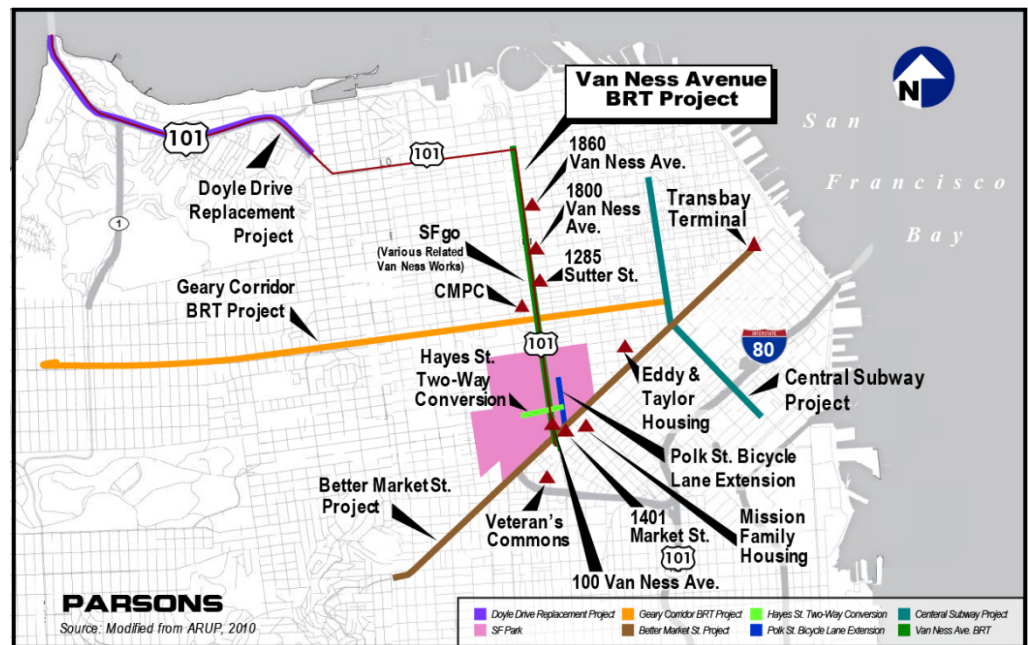 Van Ness Avenue
BRT Project
N
San
Francisco
Bay
101
101
1860
Van Ness Ave.
Doyle Drive
Replacement
Project
1
1800
Van Ness
Ave.
Transbay
Terminal
SFgo
(Various Related
Van Ness Works)
1285
Sutter St.
CMPC
Geary Corridor
BRT Project
101
INTERSTATE
80
Hayes St.
Two-Way
Conversion
Eddy &
Taylor
Housing
Central Subway
Project
Polk St. Bicycle
Lane Extension
Better Market St.
Project
Veteran's
Commons
1401
Market St.
101
Mission
Family
Housing
100 Van Ness Ave.
PARSONS
Source: Modified from ARUP, 2010
Doyle Drive Replacement Project
Geary Corridor BRT Project
Hayes St. Two-Way Conversion
Centeral Subway Project
SF Park
Better Market St. Project
Polk St. Bicycle Lane Extension
Van Ness Ave. BRT